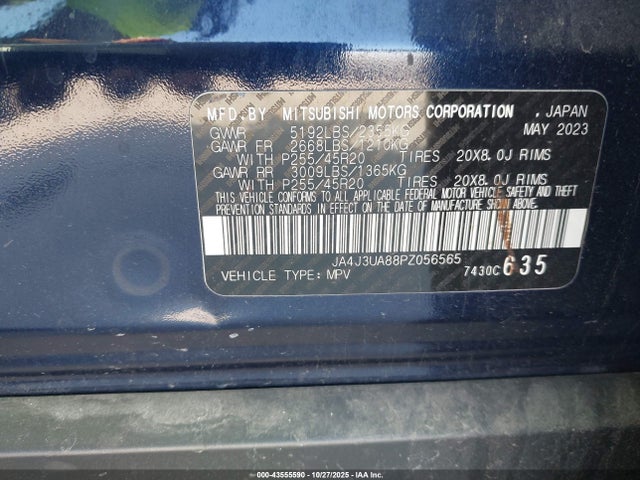 MFD. BY MITSUBISHI MOTORS CORPORATION , JAPAN
GVWR 5192LBS/2355KG MAY 2023
GAWR FR 2668LBS/1210KG
WITH P255/45R20 TIRES 20X8.0J RIMS
GAWR RR 3009LBS/1365KG
WITH P255/45R20 TIRES 20X8.0J RIMS
THIS VEHICLE CONFORMS TO ALL APPLICABLE FEDERAL MOTOR VEHICLE SAFETY AND THEFT
PREVENTION STANDARDS IN EFFECT ON THE DATE OF MANUFACTURE SHOWN ABOVE.
JA4J3UA88PZ056565
VEHICLE TYPE:MPV 7430C 635
000-43555590 - 10/27/2025 - IAA Inc.